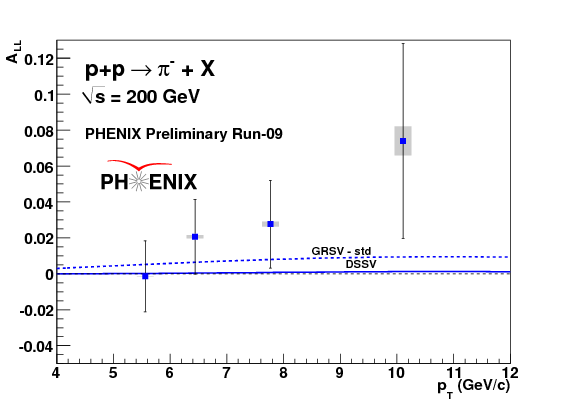 A_LL
0.12
0.1
0.08
0.06
0.04
0.02
0
-0.02
-0.04
p+p → π⁻ + X
√s = 200 GeV
PHENIX Preliminary Run-09
PHENIX
GRSV - std
DSSV
4 5 6 7 8 9 10 11 12
p_T (GeV/c)